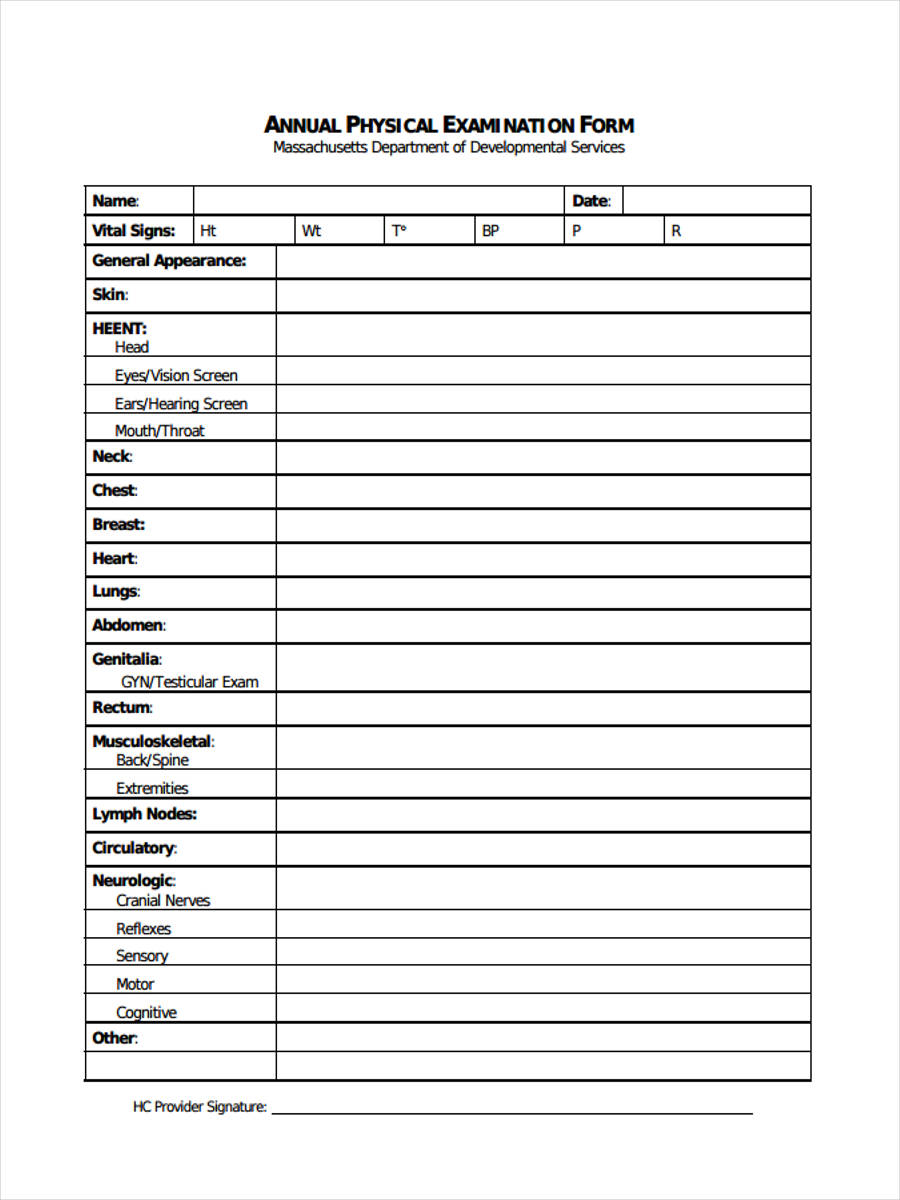 ANNUAL PHYSICAL EXAMINATION FORM
Massachusetts Department of Developmental Services
Name: Date:
Vital Signs: Ht Wt T° BP P R
General Appearance:
Skin:
HEENT:
Head
Eyes/Vision Screen
Ears/Hearing Screen
Mouth/Throat
Neck:
Chest:
Breast:
Heart:
Lungs:
Abdomen:
Genitalia:
GYN/Testicular Exam
Rectum:
Musculoskeletal:
Back/Spine
Extremities
Lymph Nodes:
Circulatory:
Neurologic:
Cranial Nerves
Reflexes
Sensory
Motor
Cognitive
Other:
HC Provider Signature: